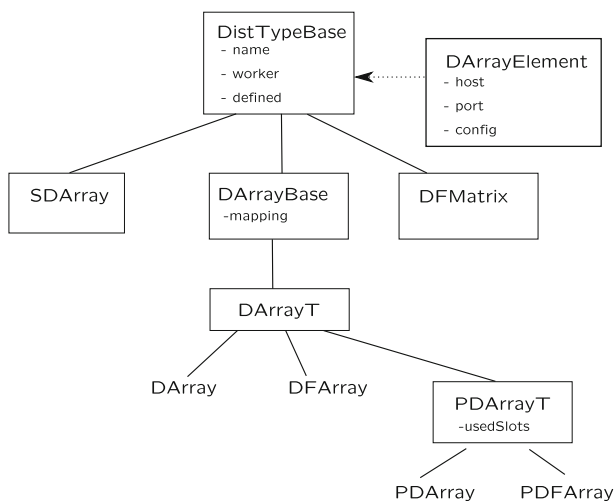 DistTypeBase
- name
- worker
- defined
DArrayElement
- host
- port
- config
SDArray
DArrayBase
-mapping
DFMatrix
DArrayT
DArray
DFArray
PDArrayT
-usedSlots
PDArray
PDFArray